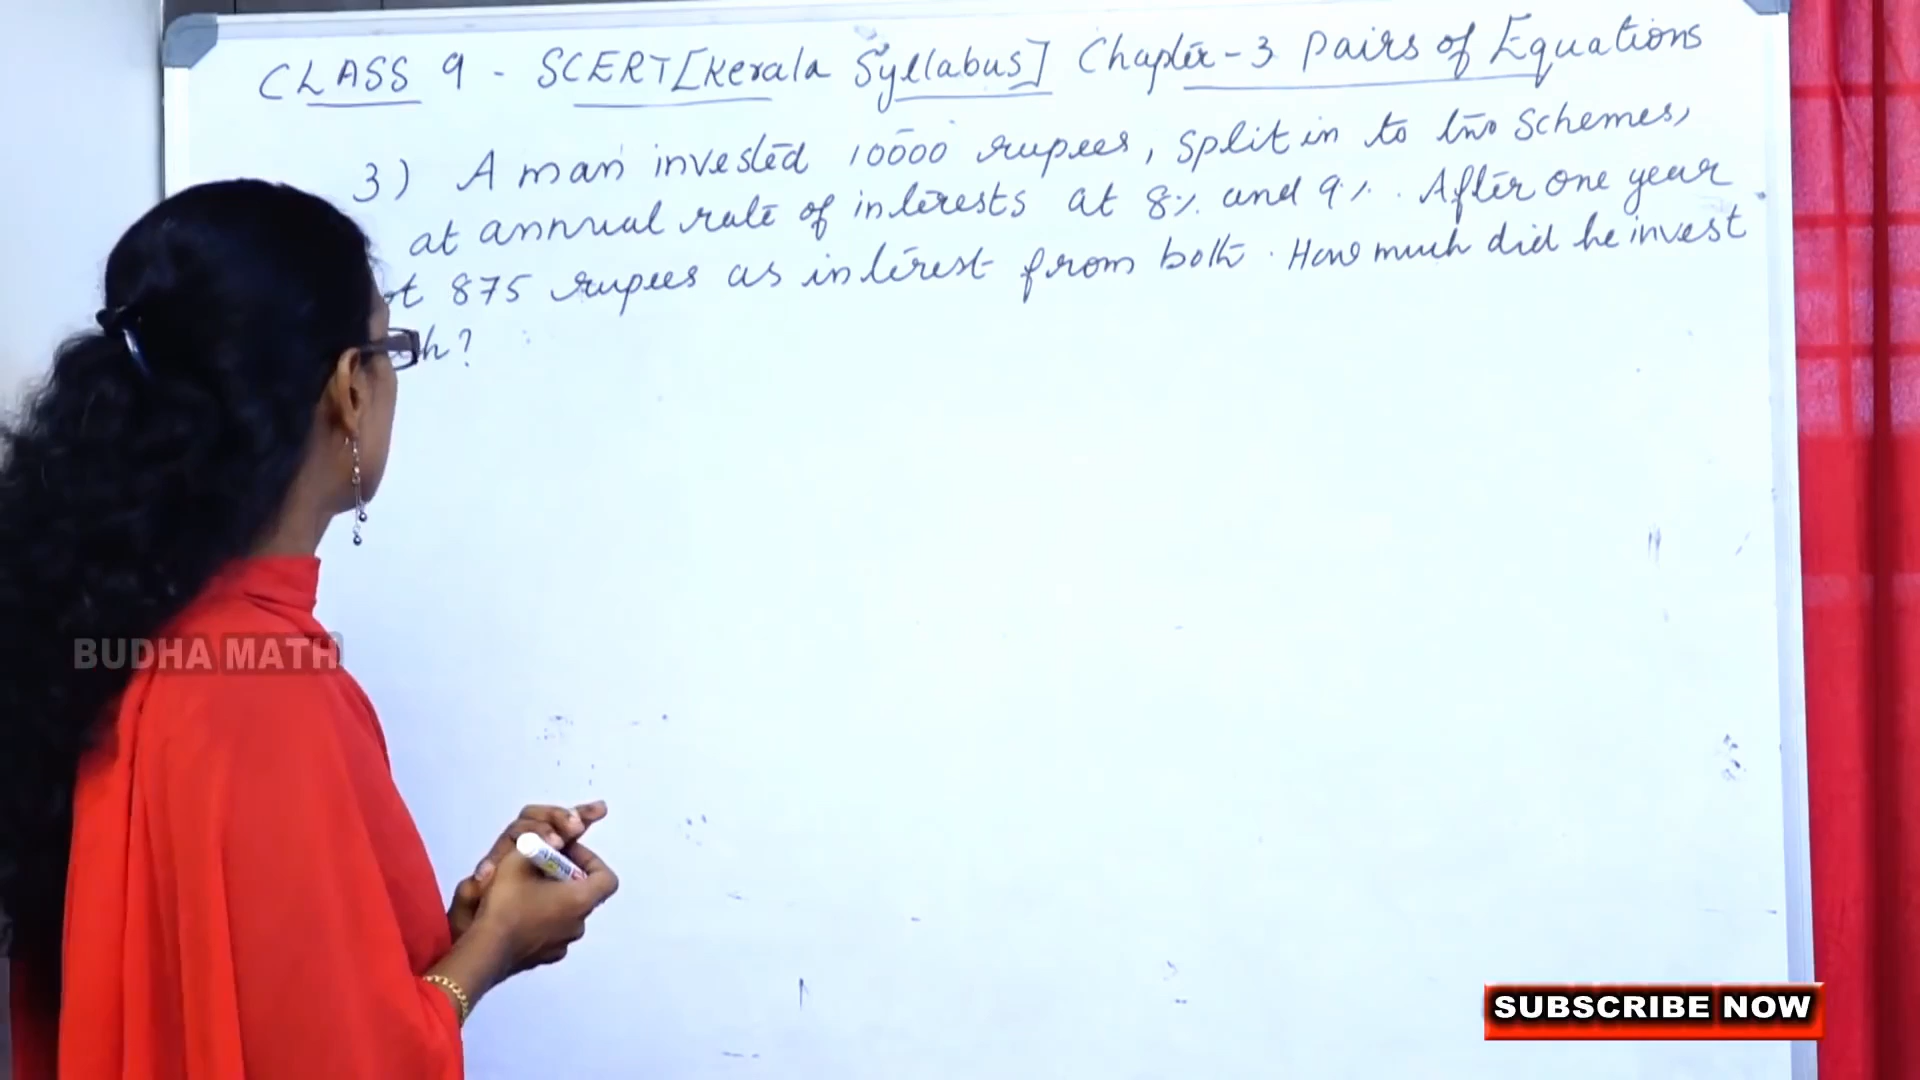 CLASS 9 - SCERT [Kerala Syllabus] Chapter-3 Pairs of Equations
3) A man invested 10000 rupees, split in to two schemes,
at annual rate of interests at 8% and 9%. After one year
875 rupees as interest from both. How much did he invest
?
BUDHA MATH
SUBSCRIBE NOW